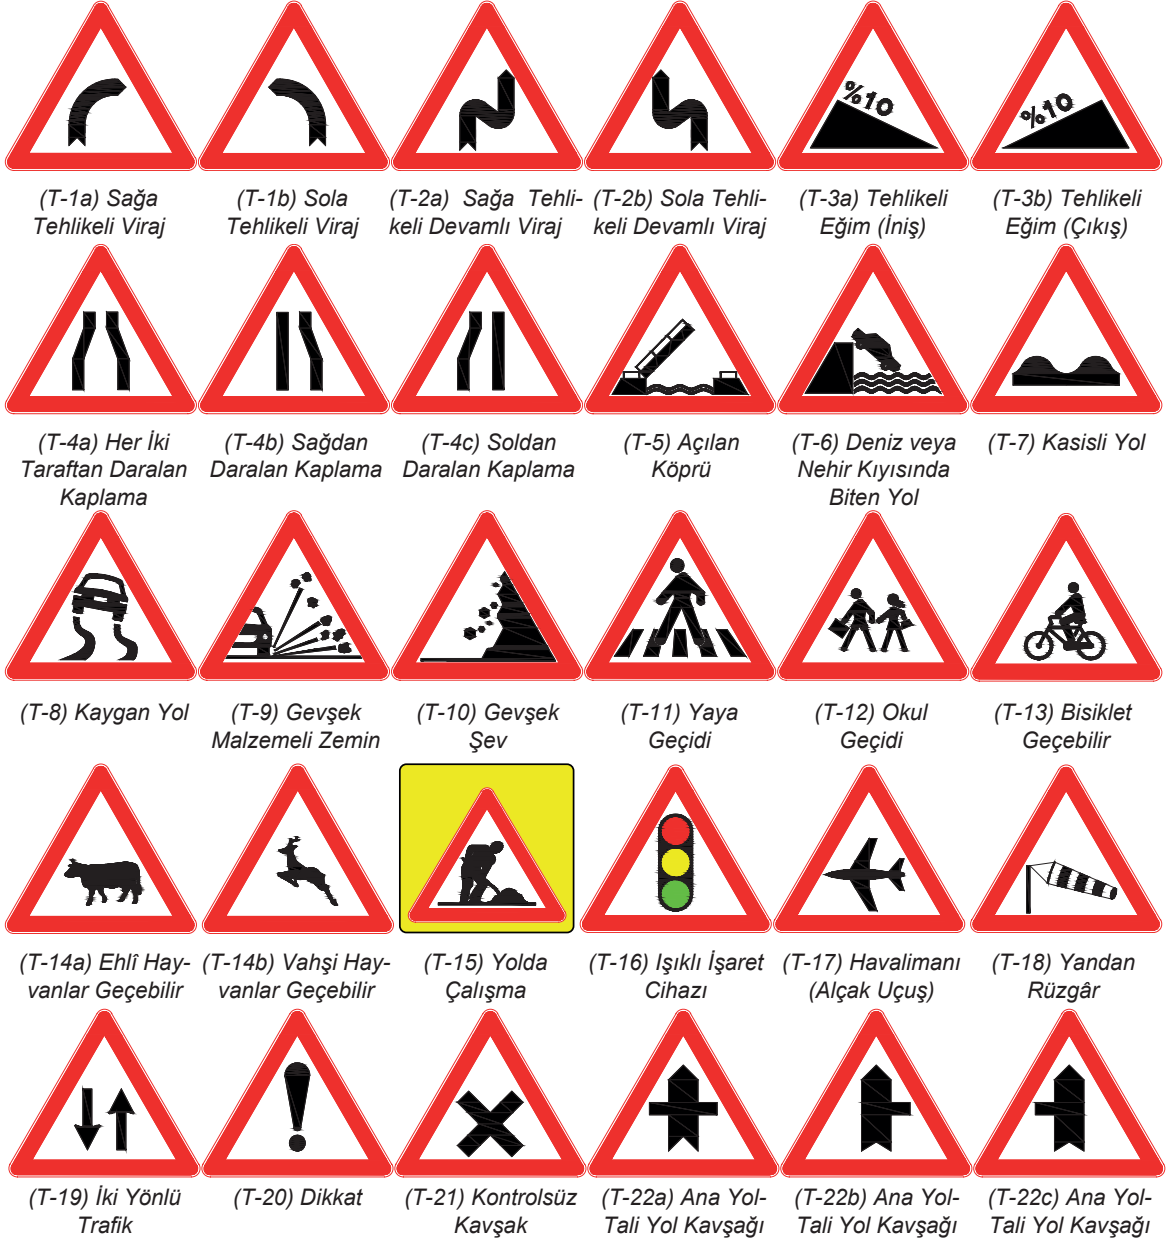 %10
%10
(T-1a) Sağa
Tehlikeli Viraj
(T-1b) Sola
Tehlikeli Viraj
(T-2a) Sağa Tehli-
keli Devamlı Viraj
(T-2b) Sola Tehli-
keli Devamlı Viraj
(T-3a) Tehlikeli
Eğim (İniş)
(T-3b) Tehlikeli
Eğim (Çıkış)
(T-4a) Her İki
Taraftan Daralan
Kaplama
(T-4b) Sağdan
Daralan Kaplama
(T-4c) Soldan
Daralan Kaplama
(T-5) Açılan
Köprü
(T-6) Deniz veya
Nehir Kıyısında
Biten Yol
(T-7) Kasisli Yol
(T-8) Kaygan Yol
(T-9) Gevşek
Malzemeli Zemin
(T-10) Gevşek
Şev
(T-11) Yaya
Geçidi
(T-12) Okul
Geçidi
(T-13) Bisiklet
Geçebilir
(T-14a) Ehlî Hay-
vanlar Geçebilir
(T-14b) Vahşi Hay-
vanlar Geçebilir
(T-15) Yolda
Çalışma
(T-16) Işıklı İşaret
Cihazı
(T-17) Havalimanı
(Alçak Uçuş)
(T-18) Yandan
Rüzgâr
(T-19) İki Yönlü
Trafik
(T-20) Dikkat
(T-21) Kontrolsüz
Kavşak
(T-22a) Ana Yol-
Tali Yol Kavşağı
(T-22b) Ana Yol-
Tali Yol Kavşağı
(T-22c) Ana Yol-
Tali Yol Kavşağı